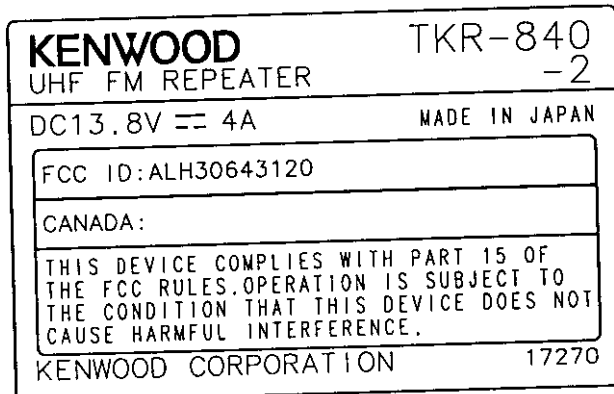 KENWOOD TKR-840
UHF FM REPEATER -2
DC13.8V ⎓ 4A MADE IN JAPAN
FCC ID:ALH30643120
CANADA:
THIS DEVICE COMPLIES WITH PART 15 OF
THE FCC RULES.OPERATION IS SUBJECT TO
THE CONDITION THAT THIS DEVICE DOES NOT
CAUSE HARMFUL INTERFERENCE.
KENWOOD CORPORATION 17270